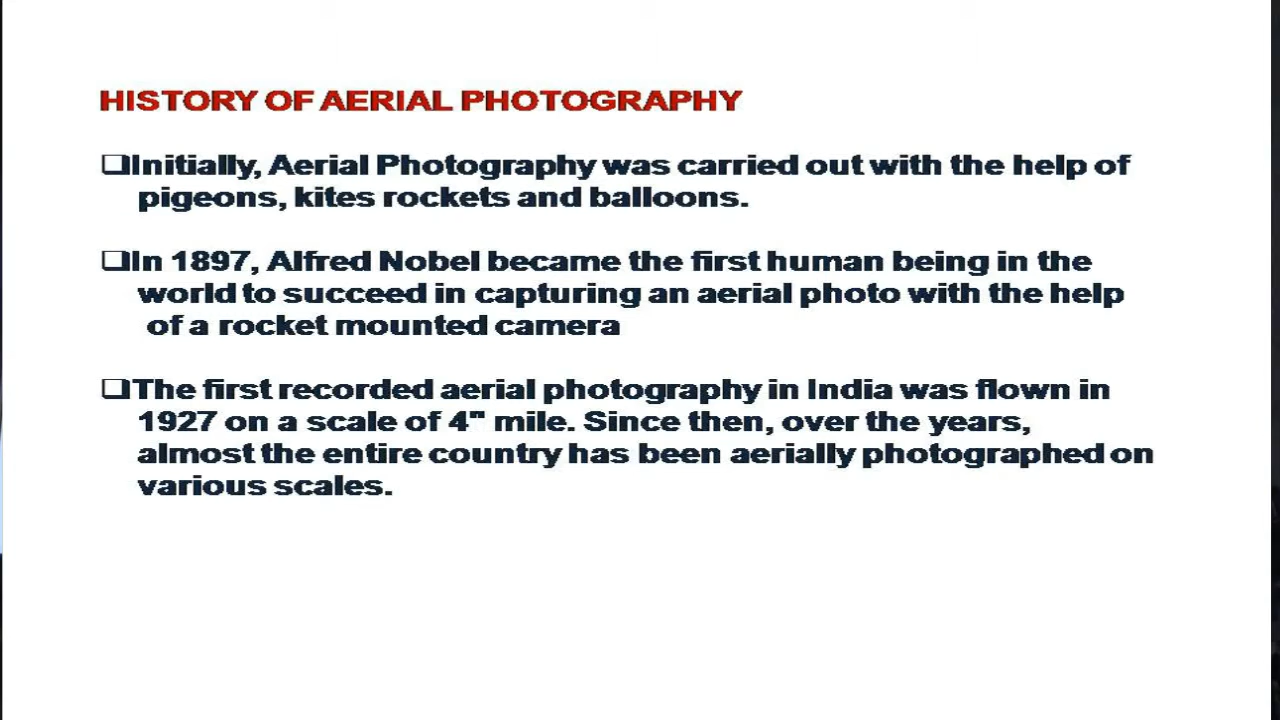 HISTORY OF AERIAL PHOTOGRAPHY
❑Initially, Aerial Photography was carried out with the help of
pigeons, kites rockets and balloons.
❑In 1897, Alfred Nobel became the first human being in the
world to succeed in capturing an aerial photo with the help
of a rocket mounted camera
❑The first recorded aerial photography in India was flown in
1927 on a scale of 4" mile. Since then, over the years,
almost the entire country has been aerially photographed on
various scales.